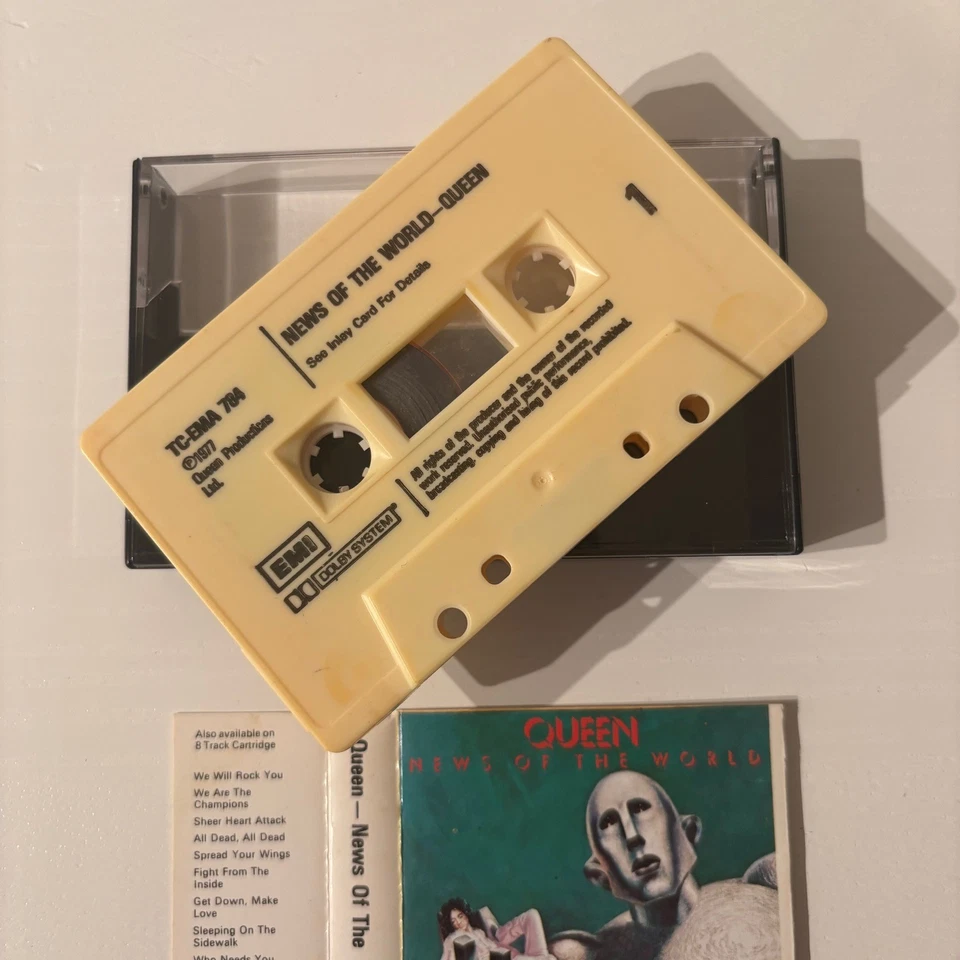 NEWS OF THE WORLD—QUEEN
See Inlay Card For Details
1
TC-EMA 784
Ⓟ1977
Queen Productions
Ltd.
All rights of the producer and the owner of the recorded
work reserved. Unauthorised public performance,
broadcasting, copying and hiring of this record prohibited.
EMI
DOLBY SYSTEM
Also available on
8 Track Cartridge
We Will Rock You
We Are The
Champions
Sheer Heart Attack
All Dead, All Dead
Spread Your Wings
Fight From The
Inside
Get Down, Make
Love
Sleeping On The
Sidewalk
Who Needs You
Queen — News Of The
QUEEN
NEWS OF THE WORLD